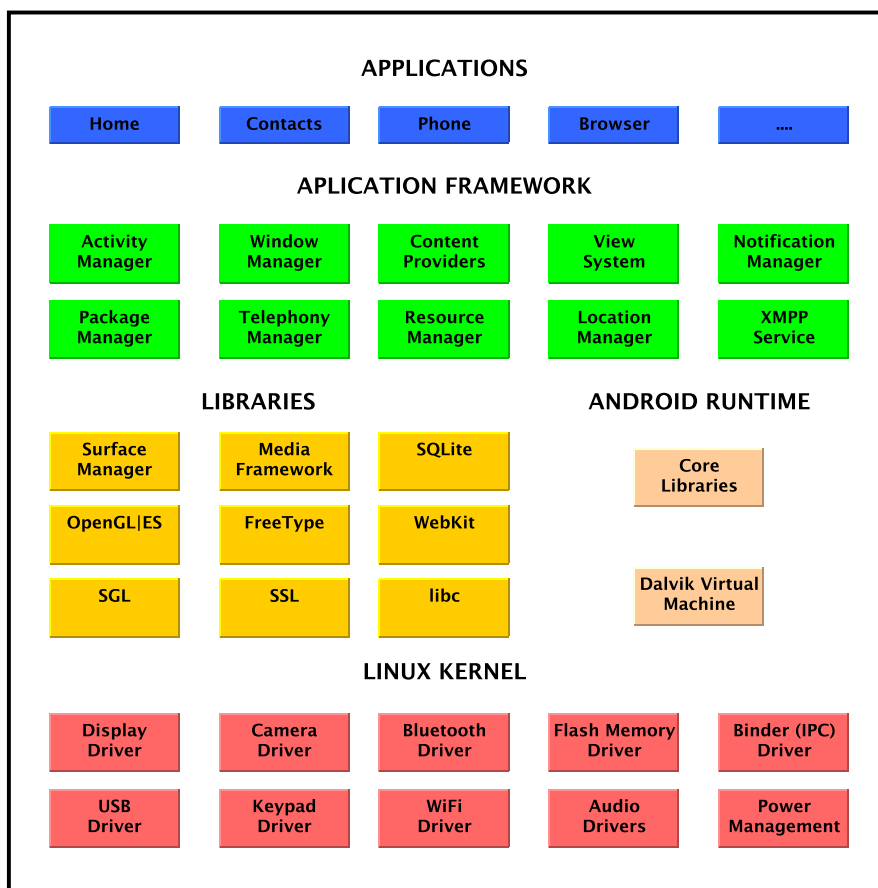 APPLICATIONS
Home Contacts Phone Browser ....
APLICATION FRAMEWORK
Activity Manager
Window Manager
Content Providers
View System
Notification Manager
Package Manager
Telephony Manager
Resource Manager
Location Manager
XMPP Service
LIBRARIES
Surface Manager
Media Framework
SQLite
OpenGL|ES
FreeType
WebKit
SGL
SSL
libc
ANDROID RUNTIME
Core Libraries
Dalvik Virtual Machine
LINUX KERNEL
Display Driver
Camera Driver
Bluetooth Driver
Flash Memory Driver
Binder (IPC) Driver
USB Driver
Keypad Driver
WiFi Driver
Audio Drivers
Power Management